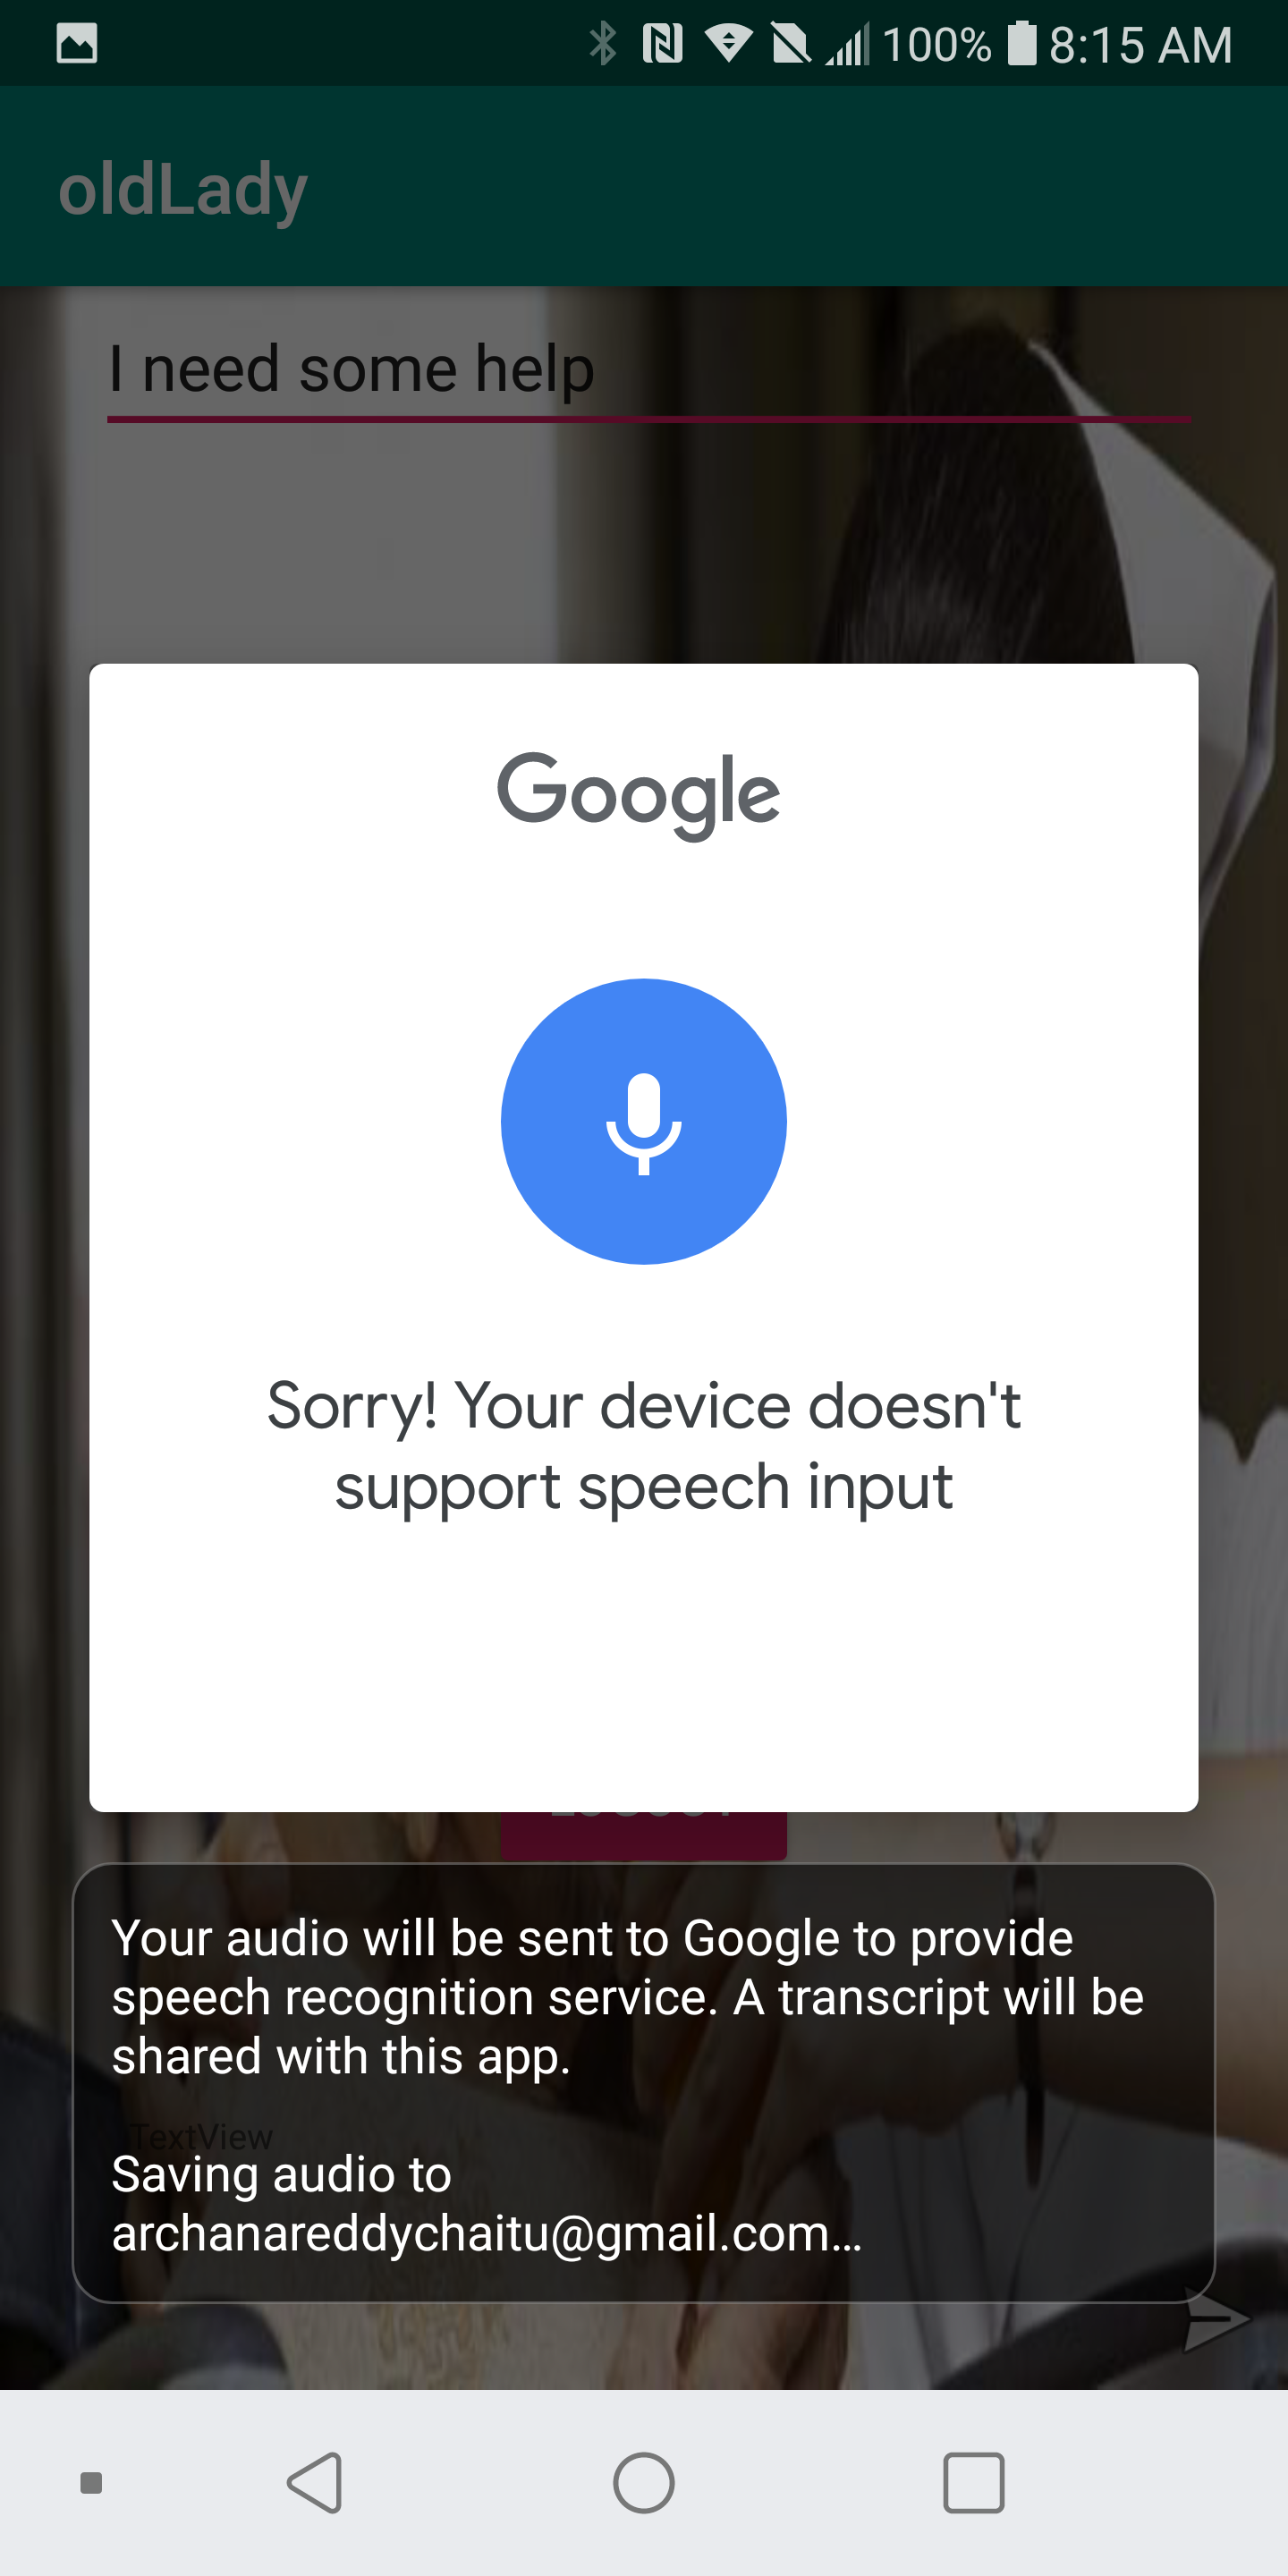 100% 8:15 AM
oldLady
I need some help
Google
Sorry! Your device doesn't
support speech input
Your audio will be sent to Google to provide
speech recognition service. A transcript will be
shared with this app.
TextView
Saving audio to
archanareddychaitu@gmail.com...